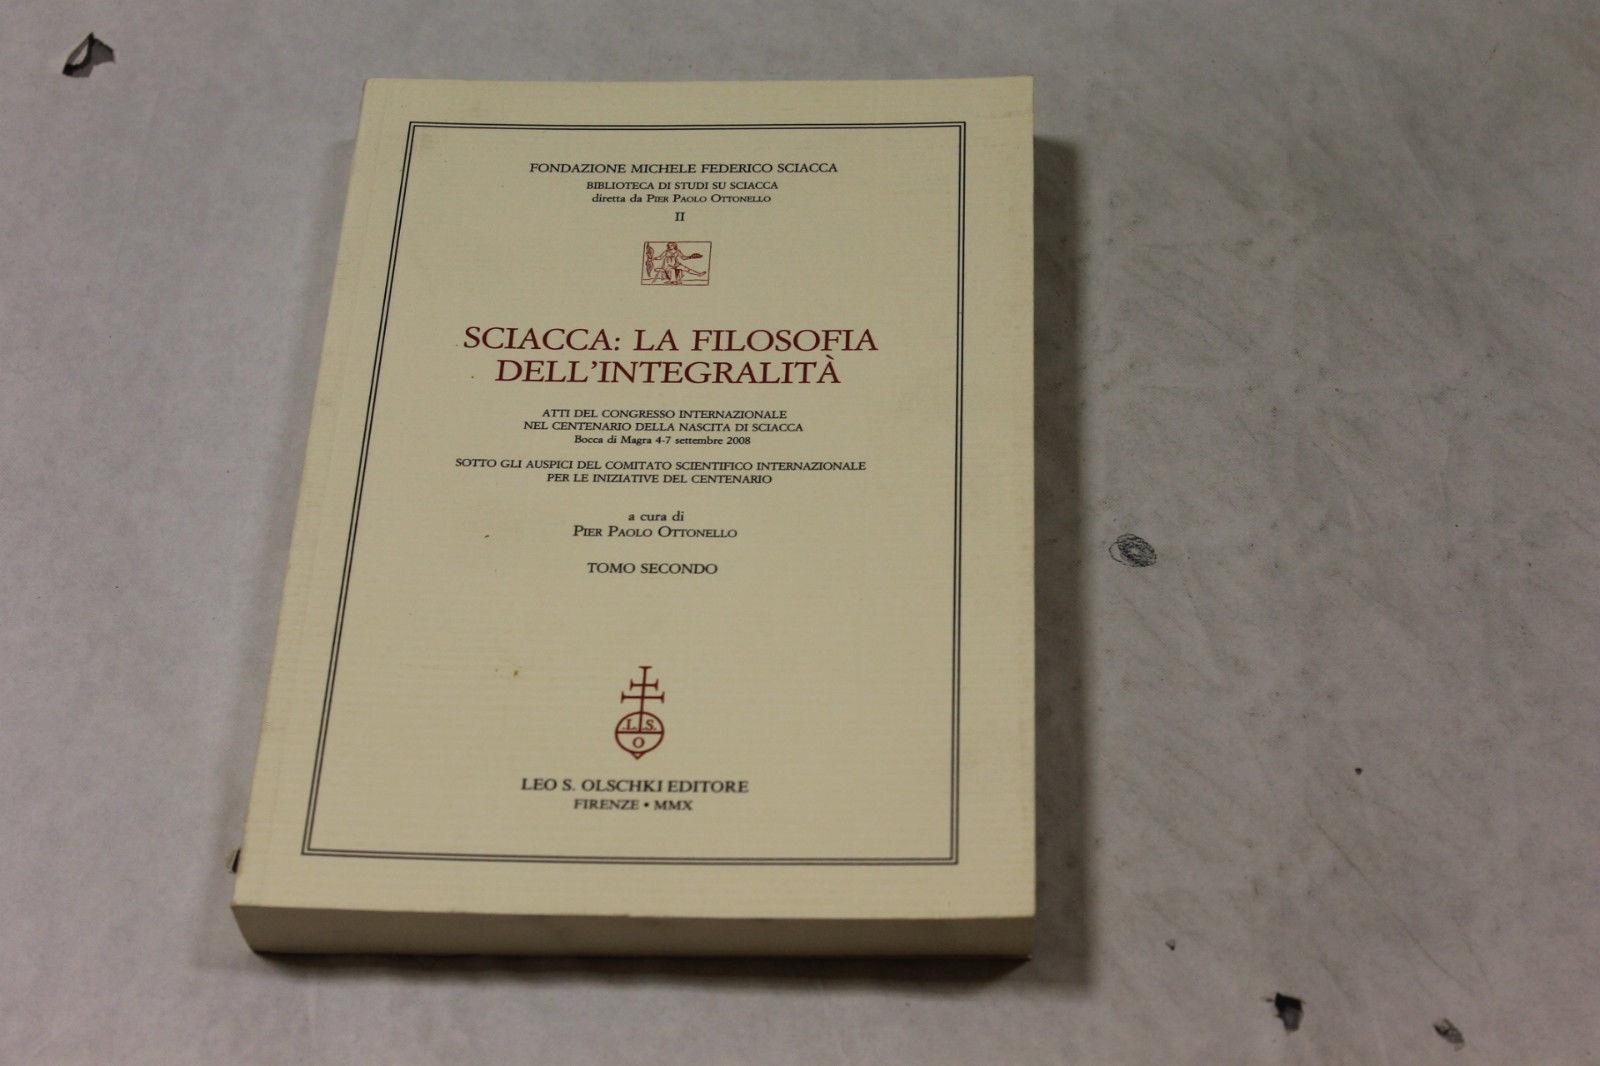 FONDAZIONE MICHELE FEDERICO SCIACCA
BIBLIOTECA DI STUDI SU SCIACCA
diretta da PIER PAOLO OTTONELLO
II
SCIACCA: LA FILOSOFIA
DELL'INTEGRALITÀ
ATTI DEL CONGRESSO INTERNAZIONALE
NEL CENTENARIO DELLA NASCITA DI SCIACCA
Bocca di Magra 4-7 settembre 2008
SOTTO GLI AUSPICI DEL COMITATO SCIENTIFICO INTERNAZIONALE
PER LE INIZIATIVE DEL CENTENARIO
a cura di
PIER PAOLO OTTONELLO
TOMO SECONDO
.L.S.
O
LEO S. OLSCHKI EDITORE
FIRENZE • MMX